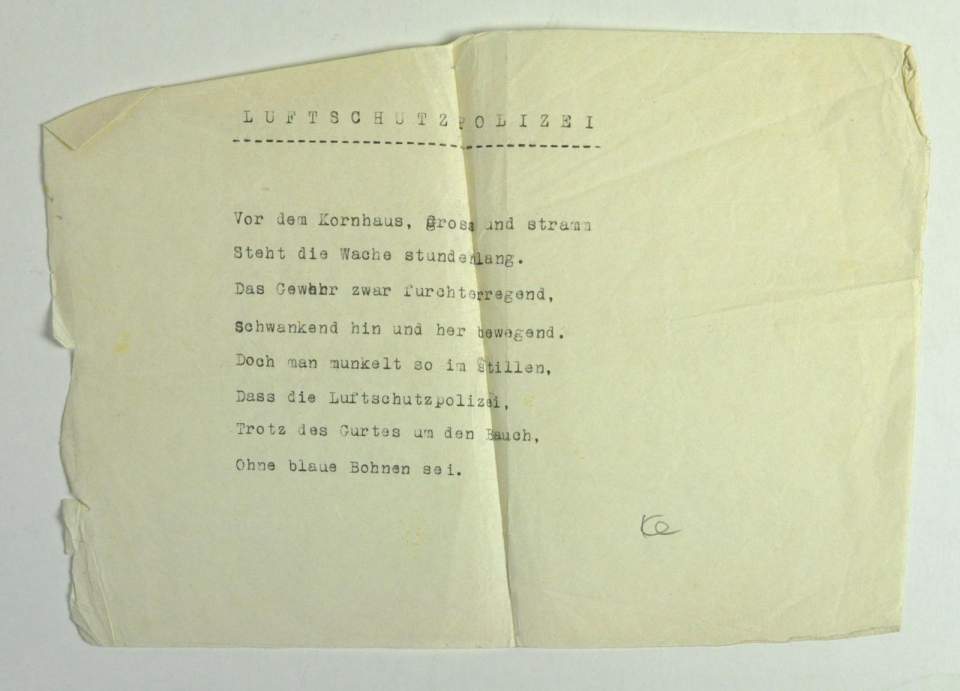 LUFTSCHUTZPOLIZEI
Vor dem Kornhaus, gross und stramm
Steht die Wache stundenlang.
Das Gewehr zwar furchterregend,
Schwankend hin und her bewegend.
Doch man munkelt so im Stillen,
Dass die Luftschutzpolizei,
Trotz des Gurtes um den Bauch,
Ohne blaue Bohnen sei.